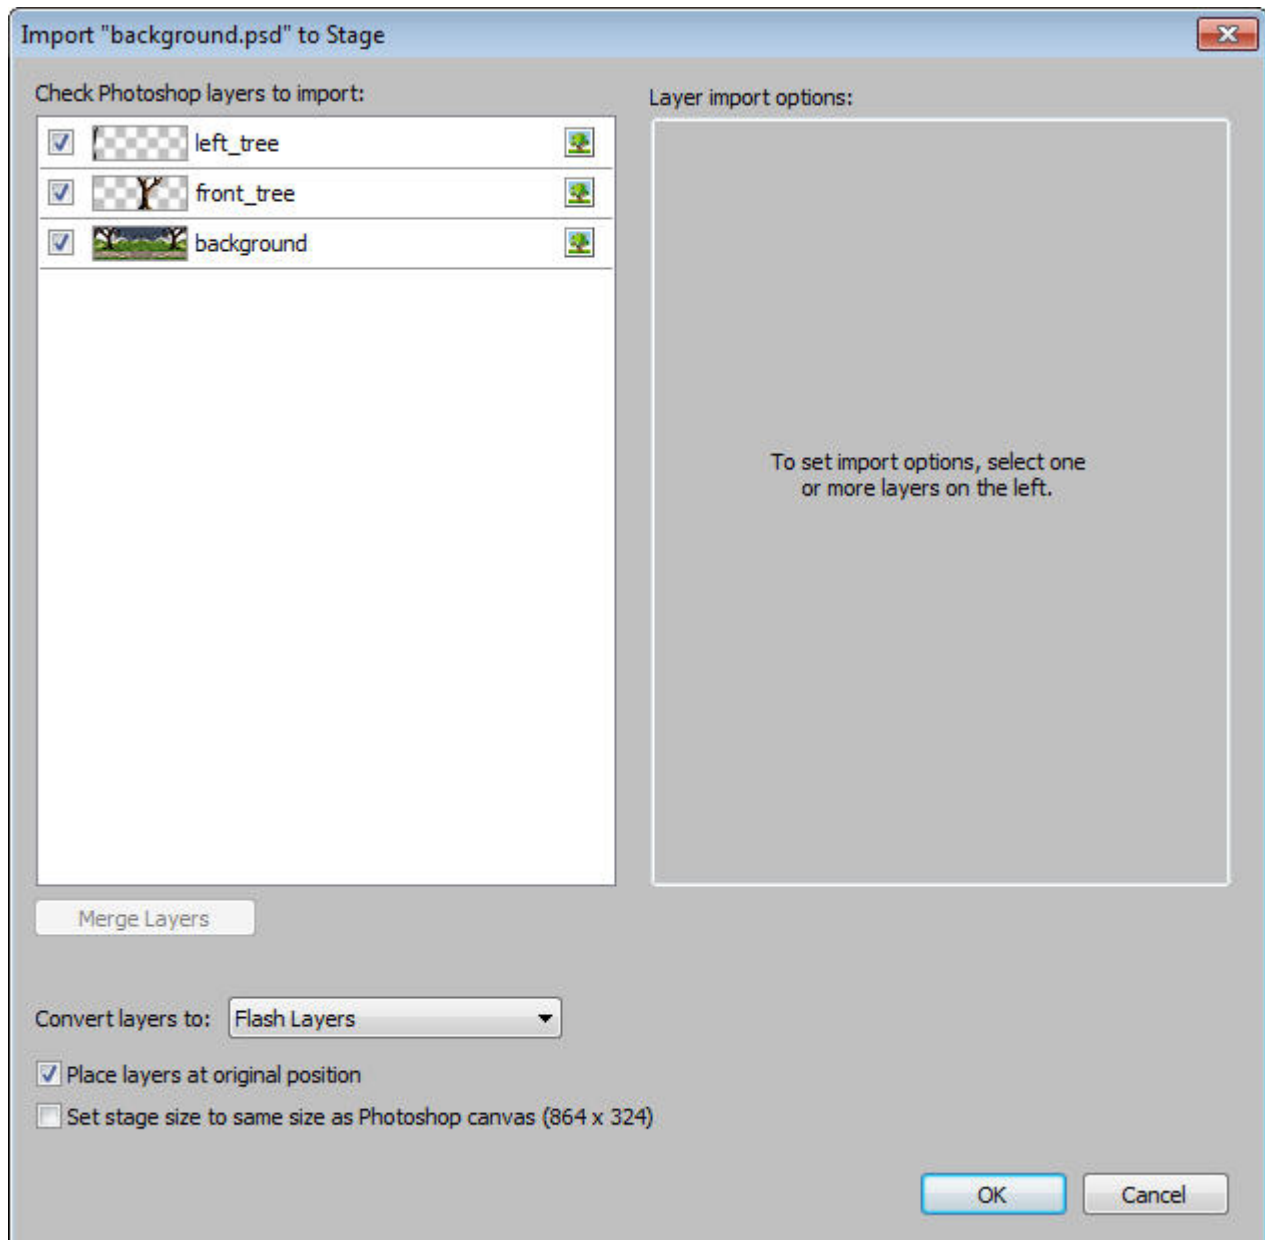 Import "background.psd" to Stage
Check Photoshop layers to import:
Layer import options:
left_tree
front_tree
background
To set import options, select one
or more layers on the left.
Merge Layers
Convert layers to: Flash Layers
Place layers at original position
Set stage size to same size as Photoshop canvas (864 x 324)
OK Cancel